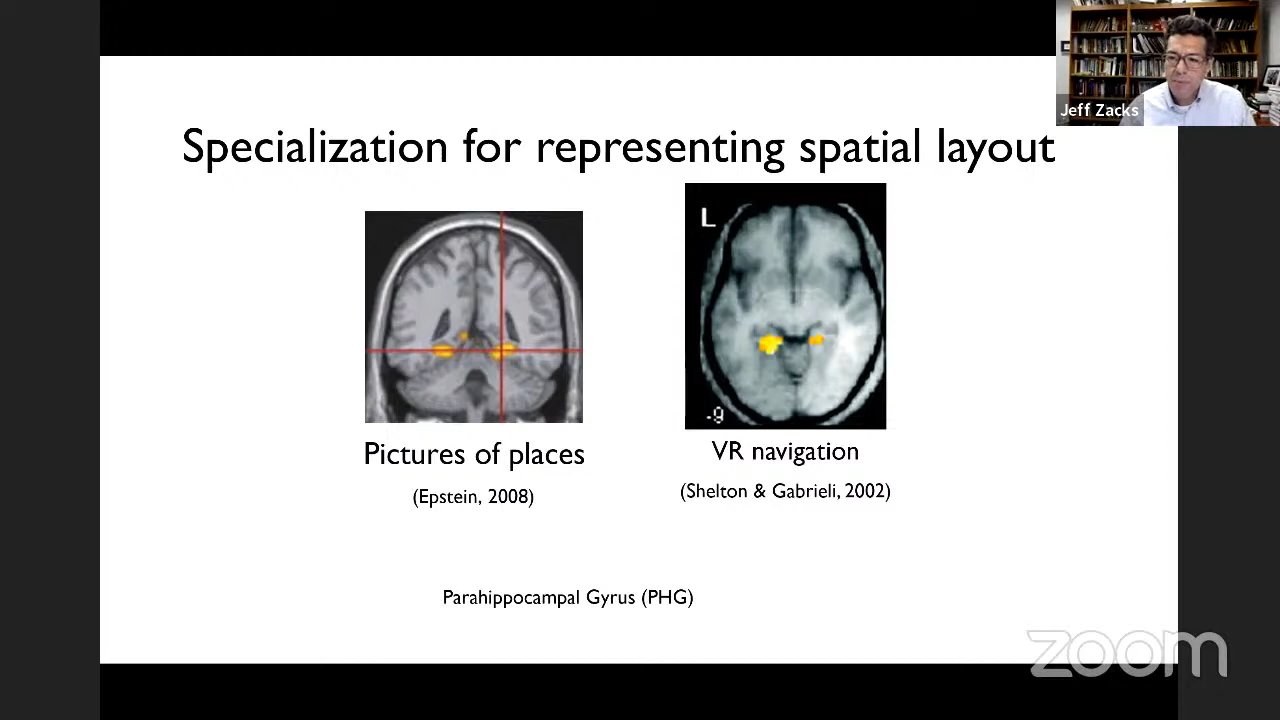 Jeff Zacks
Specialization for representing spatial layout
L
-9
Pictures of places
(Epstein, 2008)
VR navigation
(Shelton & Gabrieli, 2002)
Parahippocampal Gyrus (PHG)
zoom